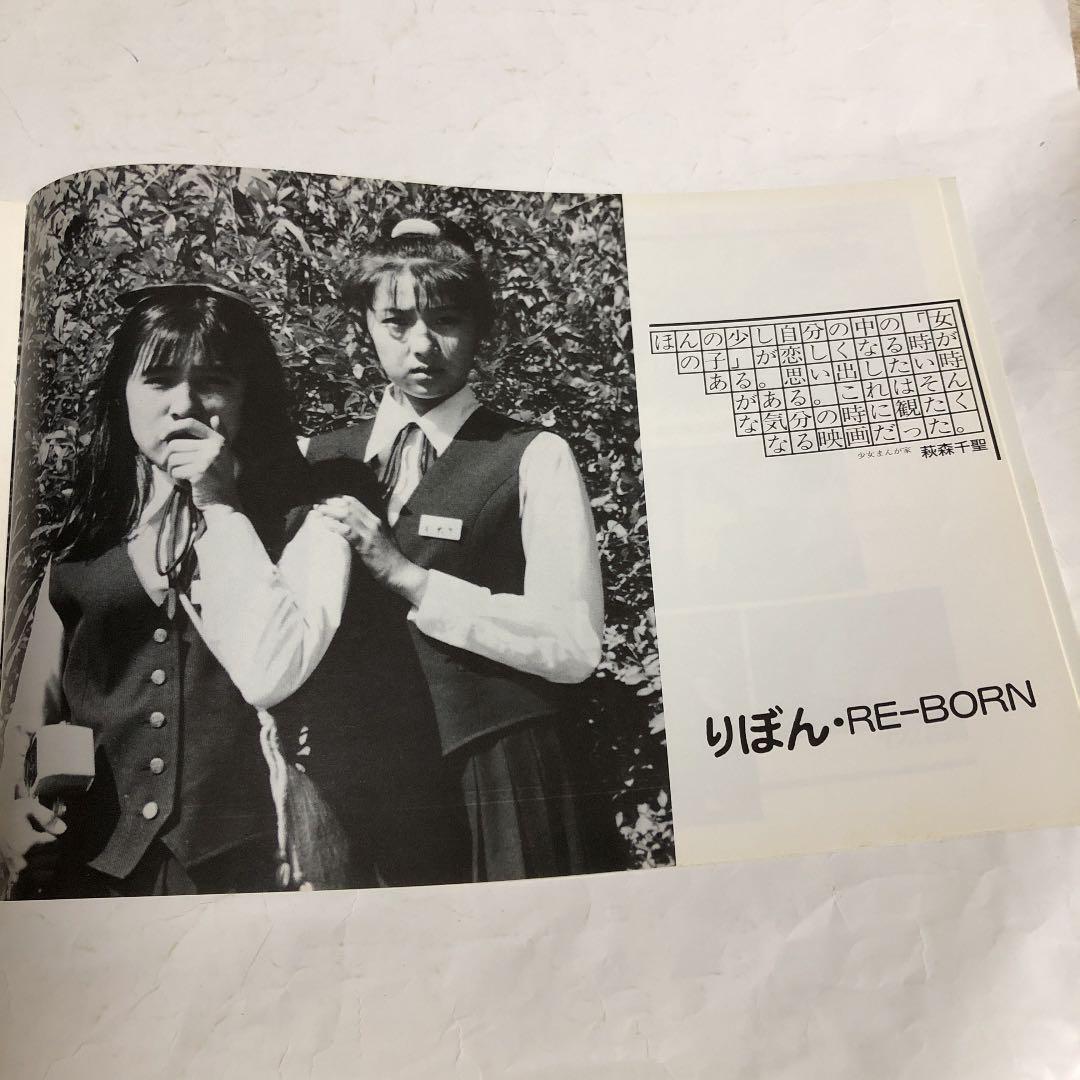 ほんの少し自分の中の「女
の子」が恋しくなる時が
ある。思い出したい時
がある。これはそん
な気分の時に観たく
なる映画だった。
少女まんが家 萩森千聖
りぼん・RE-BORN